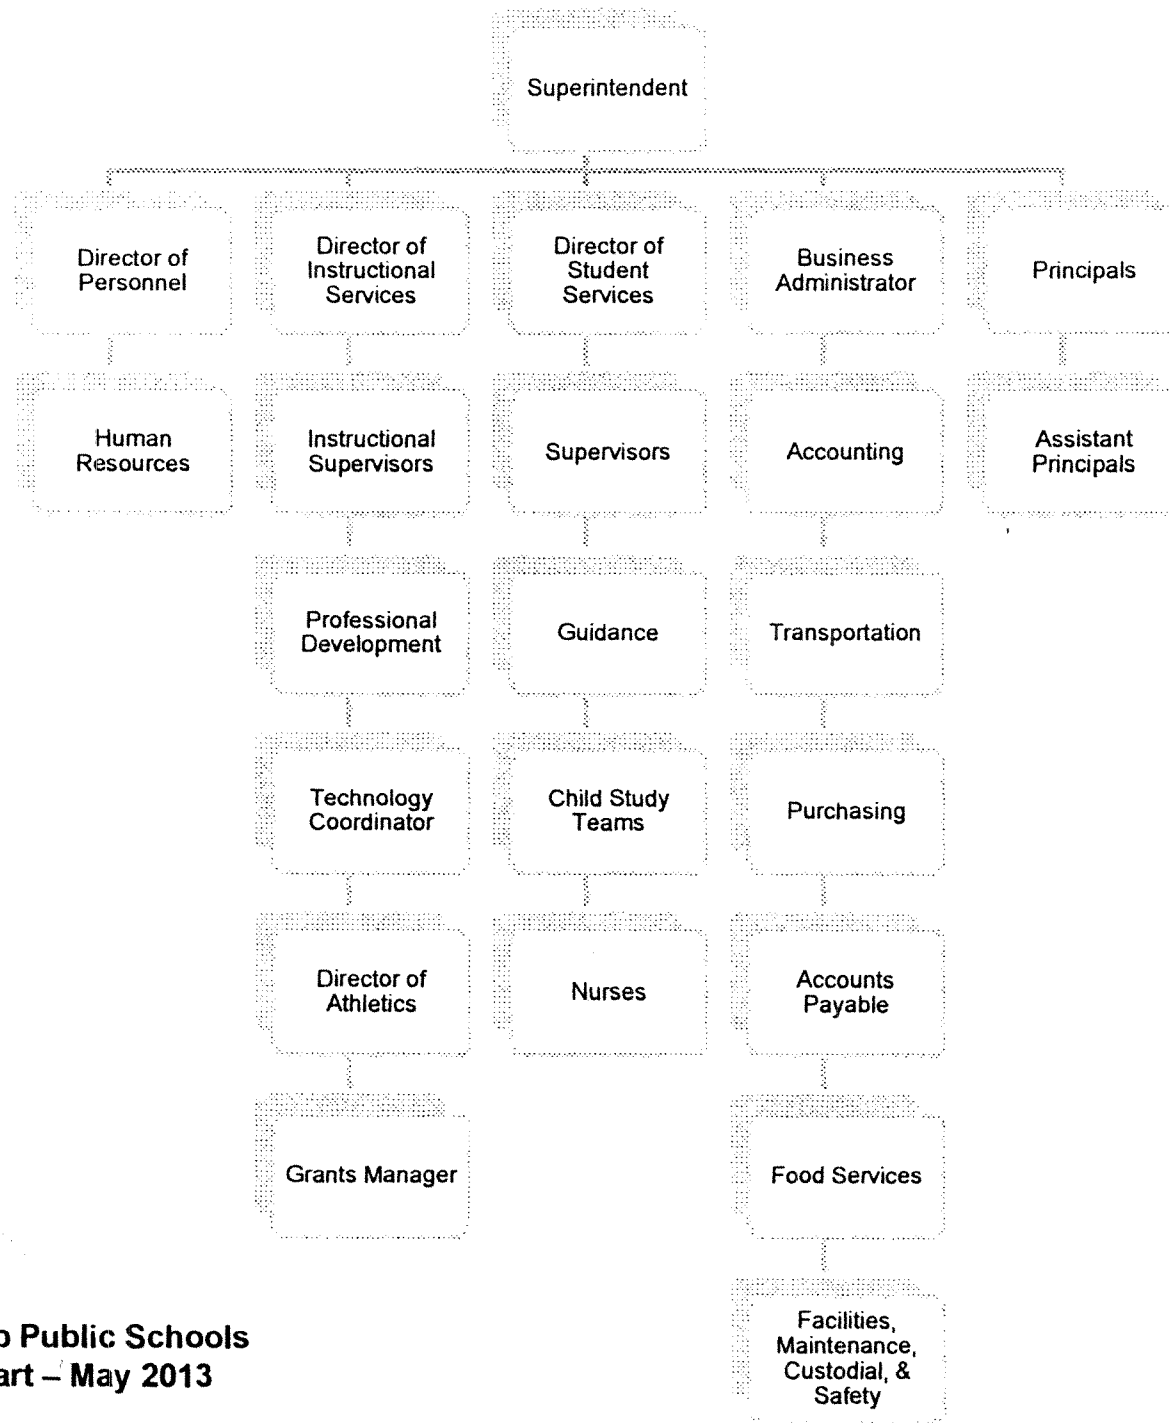 Superintendent
Director of
Personnel
Director of
Instructional
Services
Director of
Student
Services
Business
Administrator
Principals
Human
Resources
Instructional
Supervisors
Supervisors
Accounting
Assistant
Principals
Professional
Development
Guidance
Transportation
Technology
Coordinator
Child Study
Teams
Purchasing
Director of
Athletics
Nurses
Accounts
Payable
Grants Manager
Food Services
Facilities,
Maintenance,
Custodial, &
Safety
Public Schools
– May 2013